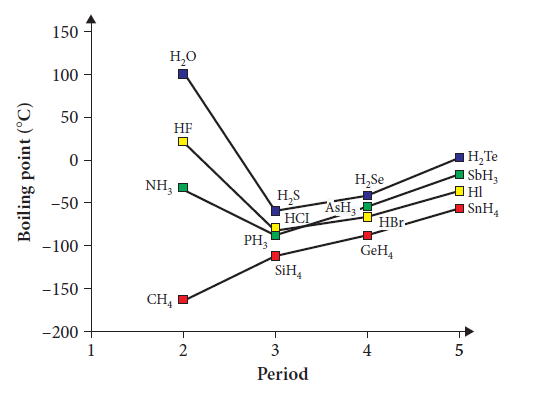 Boiling point (°C)
150
100
50
0
−50
−100
−150
−200
H₂O
HF
NH₃
CH₄
H₂S
HCI
PH₃
SiH₄
H₂Se
AsH₃
HBr
GeH₄
H₂Te
SbH₃
HI
SnH₄
1 2 3 4 5
Period